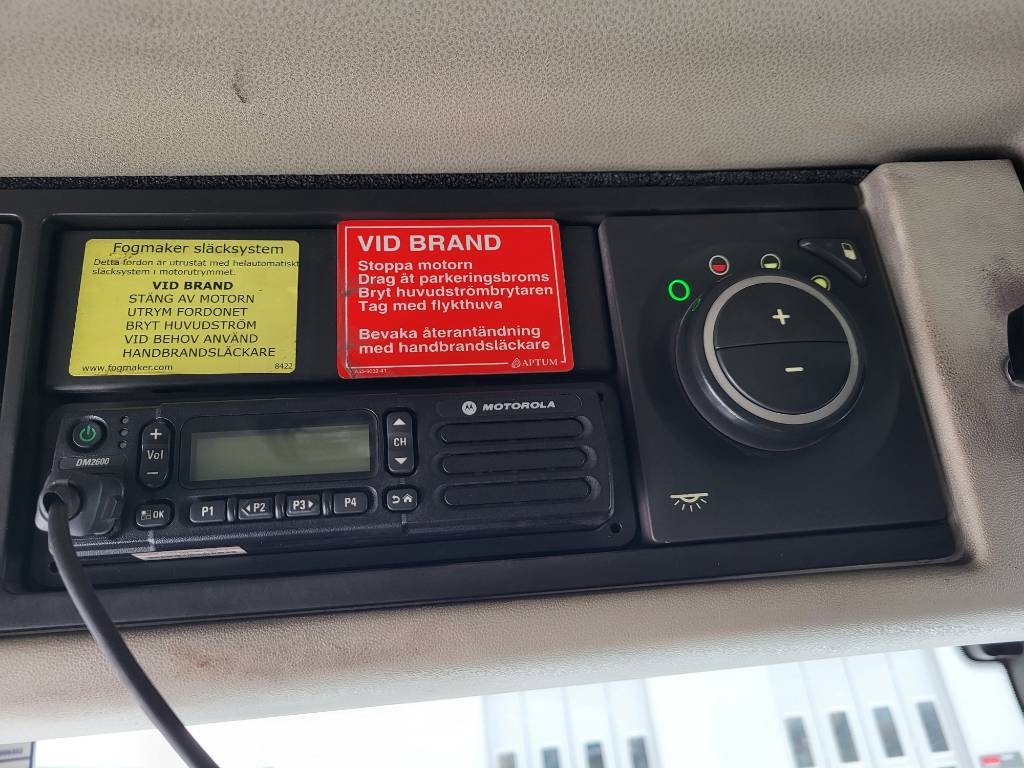 Fogmaker släcksystem
Detta fordon är utrustat med helautomatiskt
släcksystem i motorutrymmet.
VID BRAND
STÄNG AV MOTORN
UTRYM FORDONET
BRYT HUVUDSTRÖM
VID BEHOV ANVÄND
HANDBRANDSLÄCKARE
www.fogmaker.com 8422
VID BRAND
Stoppa motorn
Drag åt parkeringsbroms
Bryt huvudströmbrytaren
Tag med flykthuva
Bevaka återantändning
med handbrandsläckare
APTUM
MOTOROLA
DM2600
+
Vol
−
CH
OK
P1
P2
P3
P4
+
−